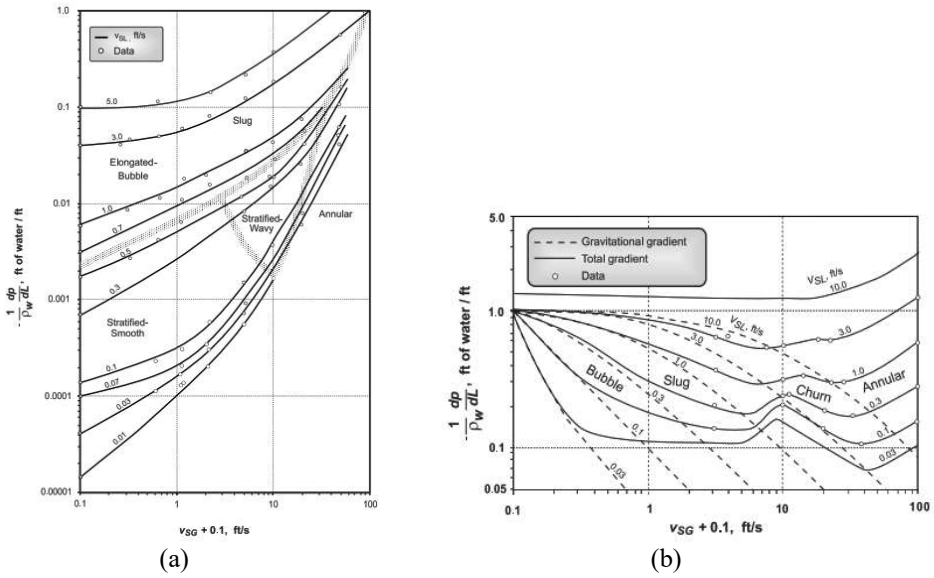 1.0
v_SL, ft/s
Data
5.0
Slug
0.1
3.0
Elongated-
Bubble
1.0
0.7
0.01
Stratified-
Wavy
Annular
0.5
0.3
0.001
Stratified-
Smooth
0.1
0.07
0.0001
0.03
0.01
0.00001
0.1 1 10 100
v_SG + 0.1, ft/s
- 1/ρ_w dp/dL, ft of water / ft
(a)
5.0
Gravitational gradient
Total gradient
Data
V_SL, ft/s
10.0
1.0
V_SL, ft/s
10.0
3.0
3.0
1.0
1.0
Bubble
Slug
Churn
Annular
0.3
0.3
0.1
0.1
0.1
0.03
0.03
0.05
0.1 1 10 100
v_SG + 0.1, ft/s
- 1/ρ_w dp/dL, ft of water / ft
(b)